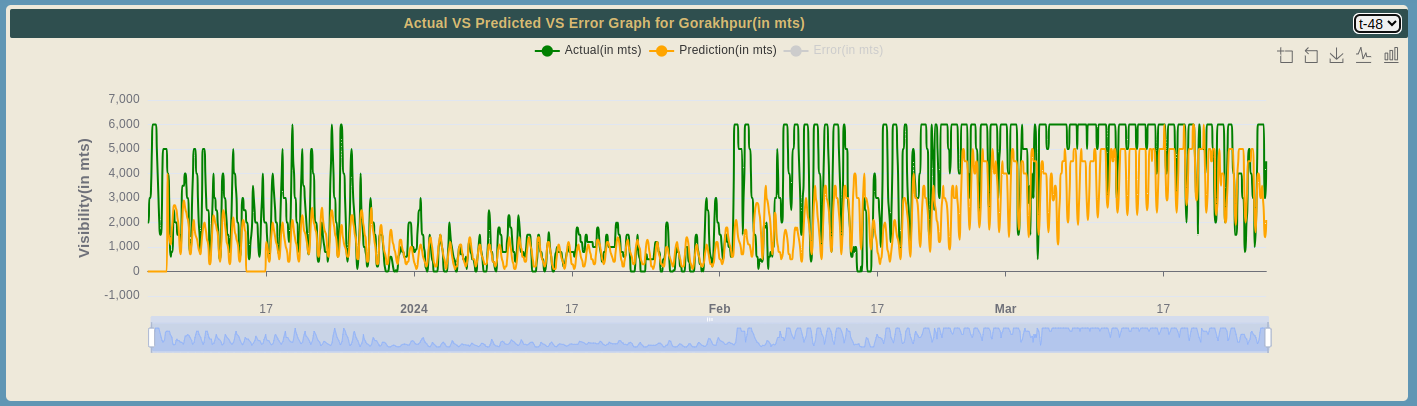 Actual VS Predicted VS Error Graph for Gorakhpur(in mts)
t-48
Actual(in mts) Prediction(in mts) Error(in mts)
Visibility(in mts)
7,000
6,000
5,000
4,000
3,000
2,000
1,000
0
-1,000
17 2024 17 Feb 17 Mar 17